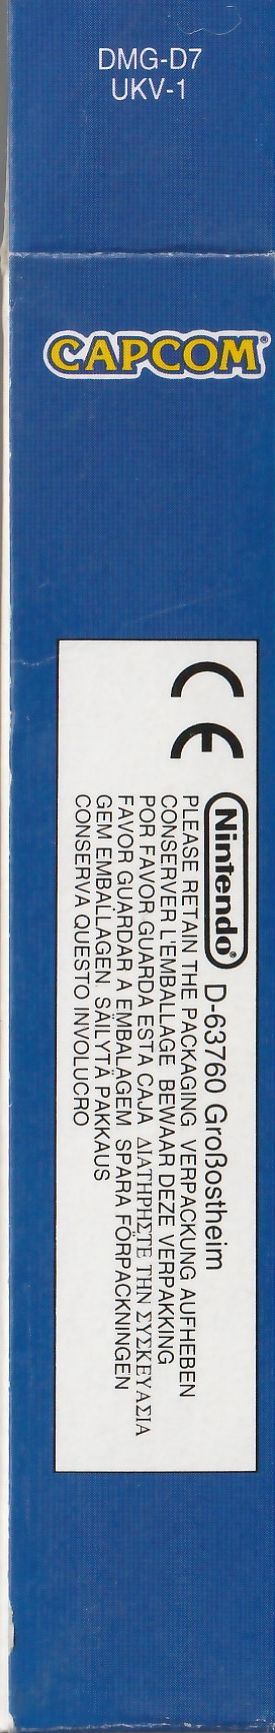 DMG-D7
UKV-1
CAPCOM®
CE
Nintendo® D-63760 Großostheim
PLEASE RETAIN THE PACKAGING VERPACKUNG AUFHEBEN
CONSERVER L'EMBALLAGE BEWAAR DEZE VERPAKKING
POR FAVOR GUARDA ESTA CAJA ΔΙΑΤΗΡΗΣΤΕ ΤΗΝ ΣΥΣΚΕΥΑΣΙΑ
FAVOR GUARDAR A EMBALAGEM SPARA FÖRPACKNINGEN
GEM EMBALLAGEN SÄILYTÄ PAKKAUS
CONSERVA QUESTO INVOLUCRO